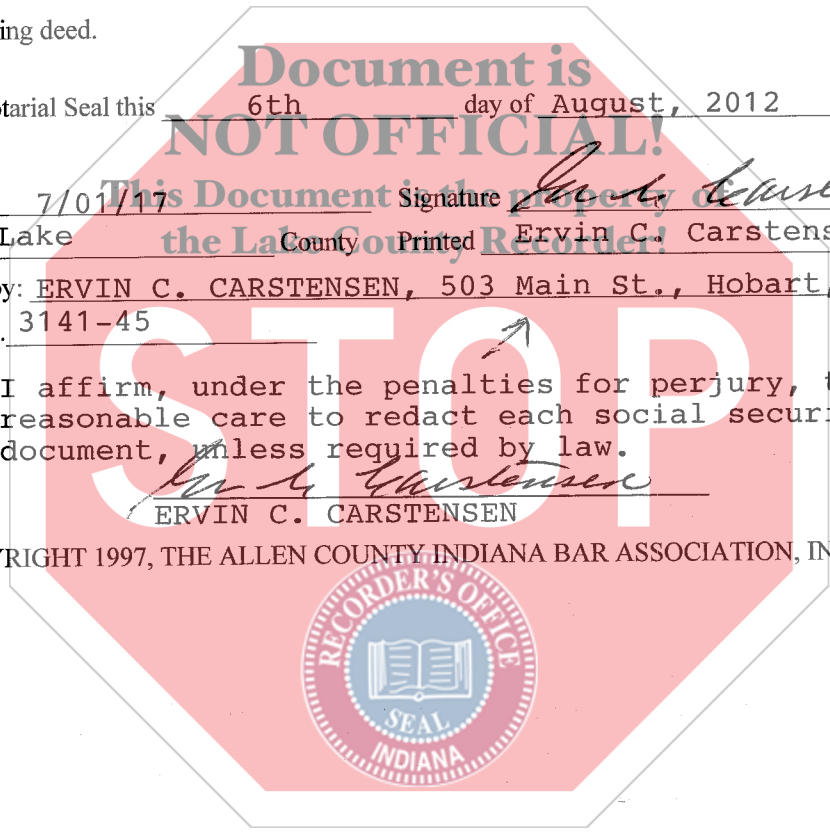 ing deed.
Document is
otarial Seal this 6th day of August, 2012
NOT OFFICIAL!
7/01/17 Signature
This Document is the property of
Lake County Printed Ervin C. Carstens
the Lake County Recorder!
y: ERVIN C. CARSTENSEN, 503 Main St., Hobart,
. 3141-45
STOP
I affirm, under the penalties for perjury, t
reasonable care to redact each social securi
document, unless required by law.
ERVIN C. CARSTENSEN
YRIGHT 1997, THE ALLEN COUNTY INDIANA BAR ASSOCIATION, IN
RECORDER'S OFFICE
SEAL
INDIANA